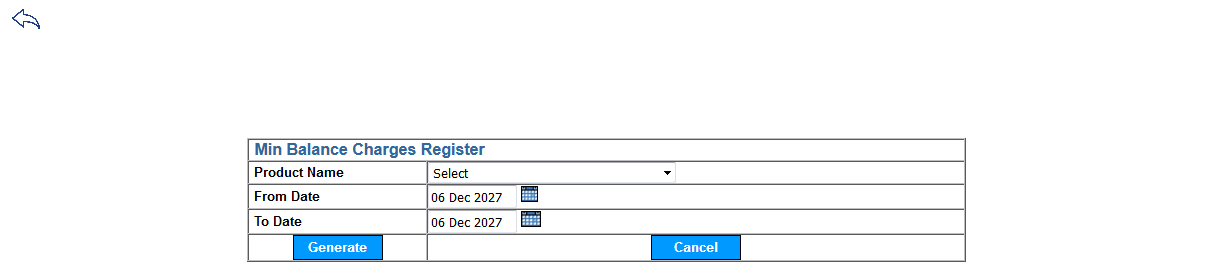 Min Balance Charges Register
Product Name Select
From Date 06 Dec 2027
To Date 06 Dec 2027
Generate Cancel